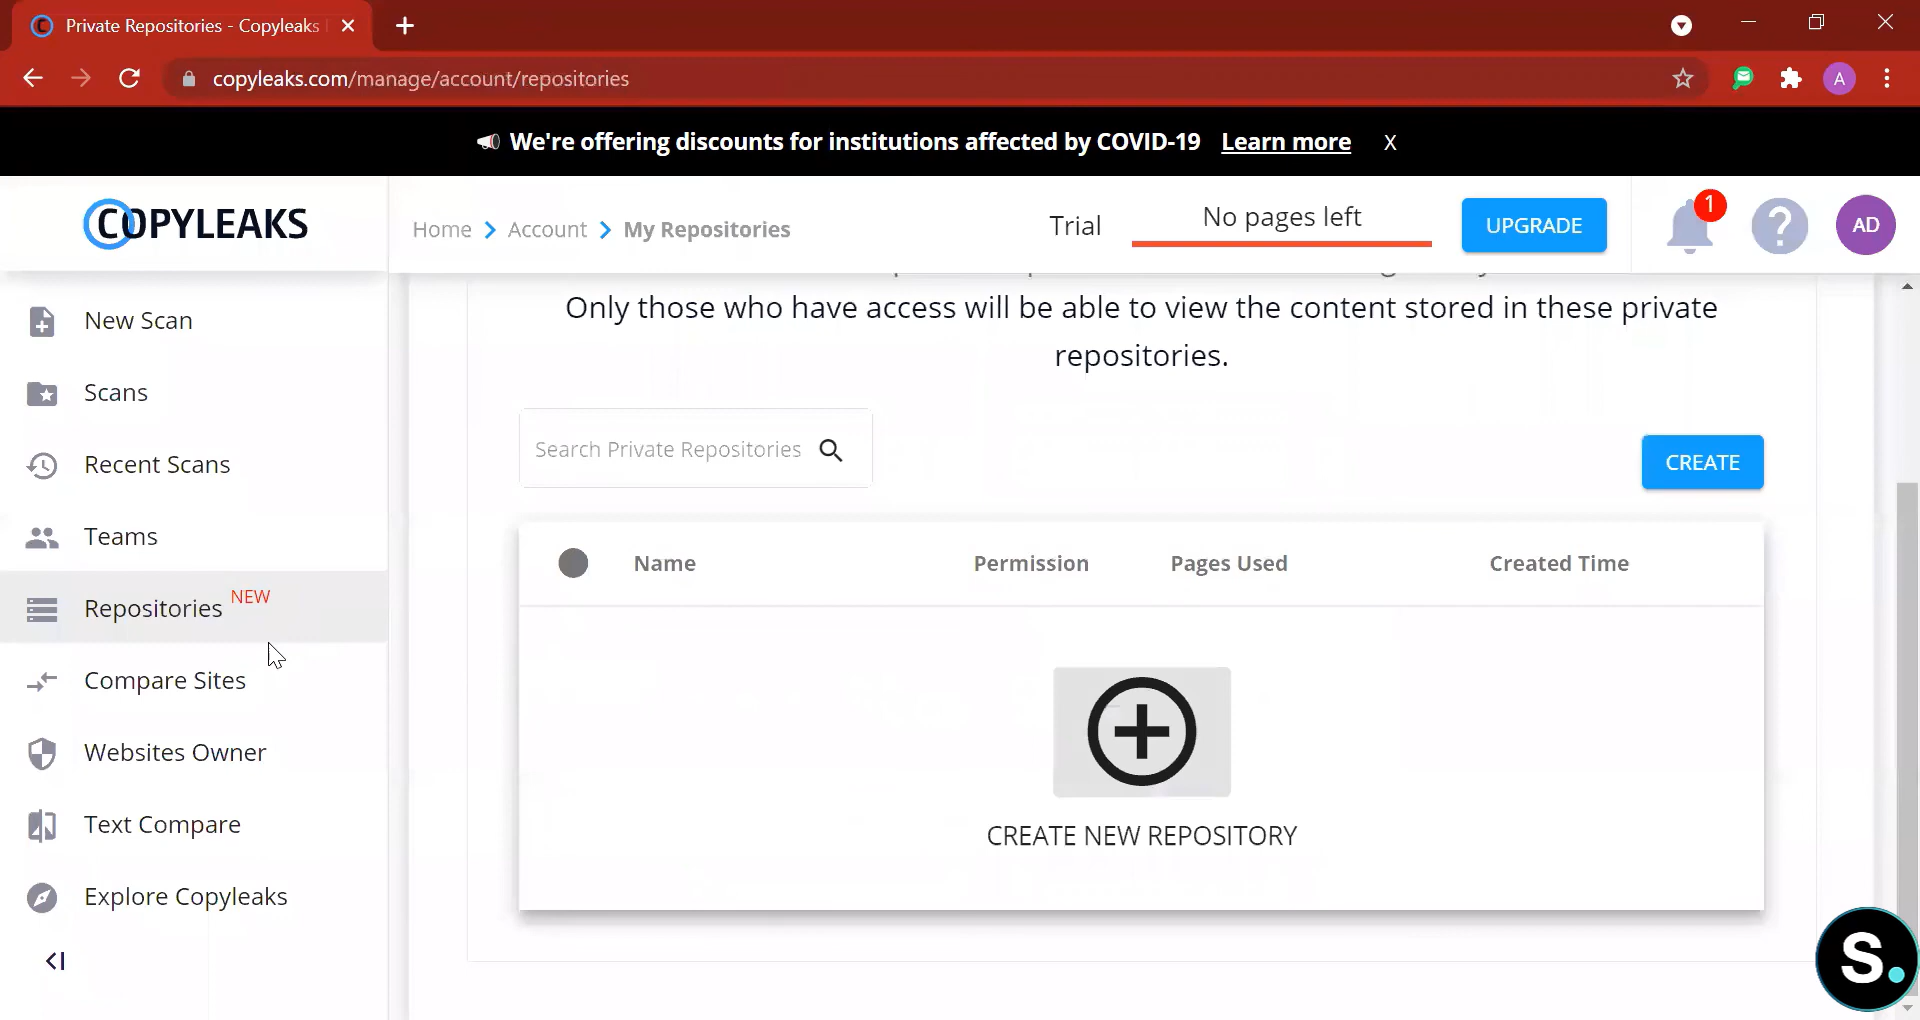 Private Repositories - Copyleaks
copyleaks.com/manage/account/repositories
A
We're offering discounts for institutions affected by COVID-19 Learn more X
COPYLEAKS
Home > Account > My Repositories
Trial
No pages left
UPGRADE
1
?
AD
Only those who have access will be able to view the content stored in these private
repositories.
New Scan
Scans
Recent Scans
Teams
Repositories NEW
Compare Sites
Websites Owner
Text Compare
Explore Copyleaks
Search Private Repositories
CREATE
Name Permission Pages Used Created Time
CREATE NEW REPOSITORY
S.